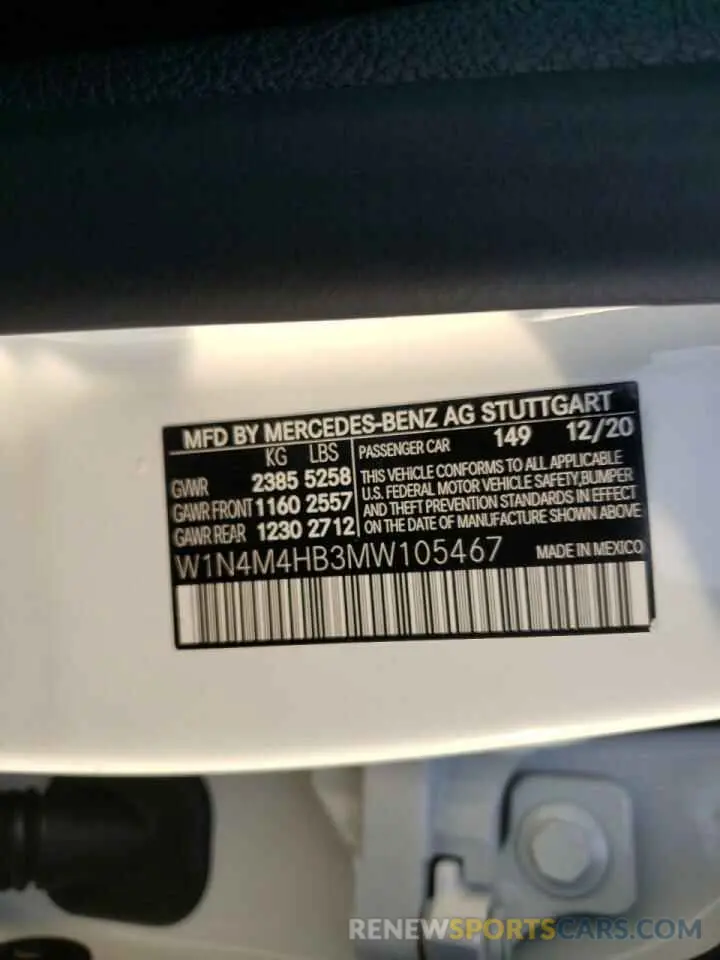 MFD BY MERCEDES-BENZ AG STUTTGART
KG LBS
GVWR 2385 5258
GAWR FRONT 1160 2557
GAWR REAR 1230 2712
PASSENGER CAR 149 12/20
THIS VEHICLE CONFORMS TO ALL APPLICABLE
U.S. FEDERAL MOTOR VEHICLE SAFETY, BUMPER
AND THEFT PREVENTION STANDARDS IN EFFECT
ON THE DATE OF MANUFACTURE SHOWN ABOVE
W1N4M4HB3MW105467 MADE IN MEXICO
RENEWSPORTSCARS.COM